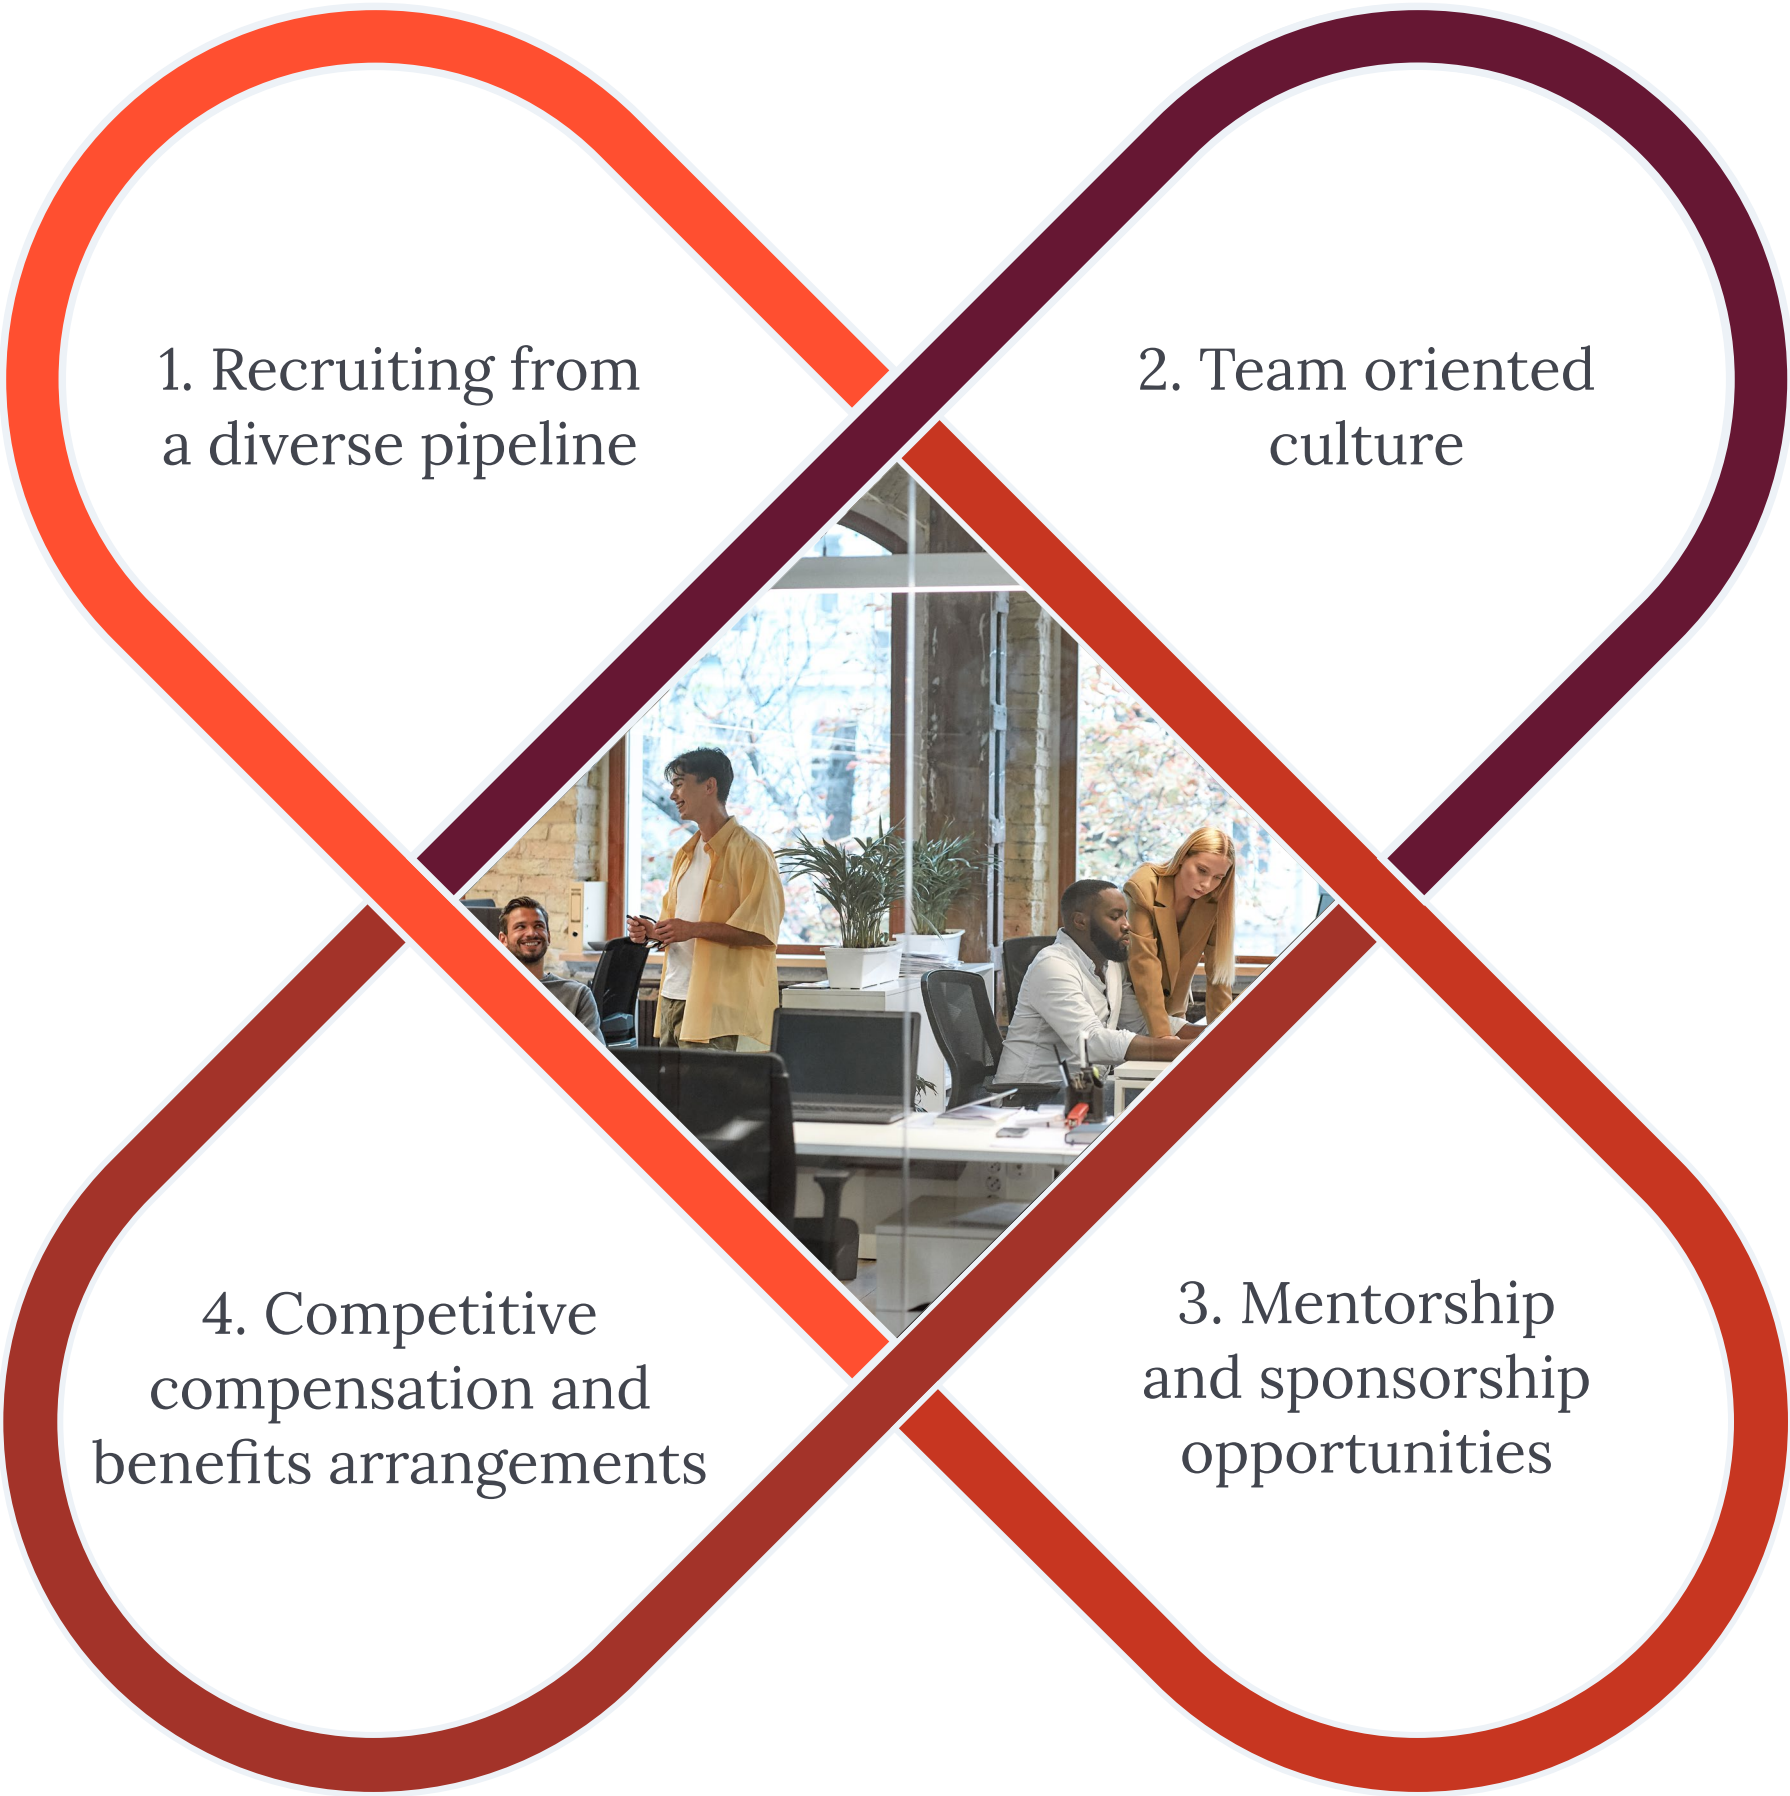 1. Recruiting from
a diverse pipeline
2. Team oriented
culture
3. Mentorship
and sponsorship
opportunities
4. Competitive
compensation and
benefits arrangements